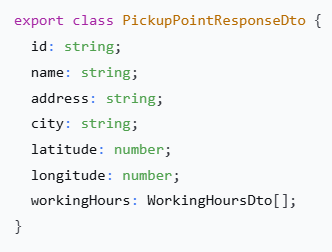 export class PickupPointResponseDto {
  id: string;
  name: string;
  address: string;
  city: string;
  latitude: number;
  longitude: number;
  workingHours: WorkingHoursDto[];
}